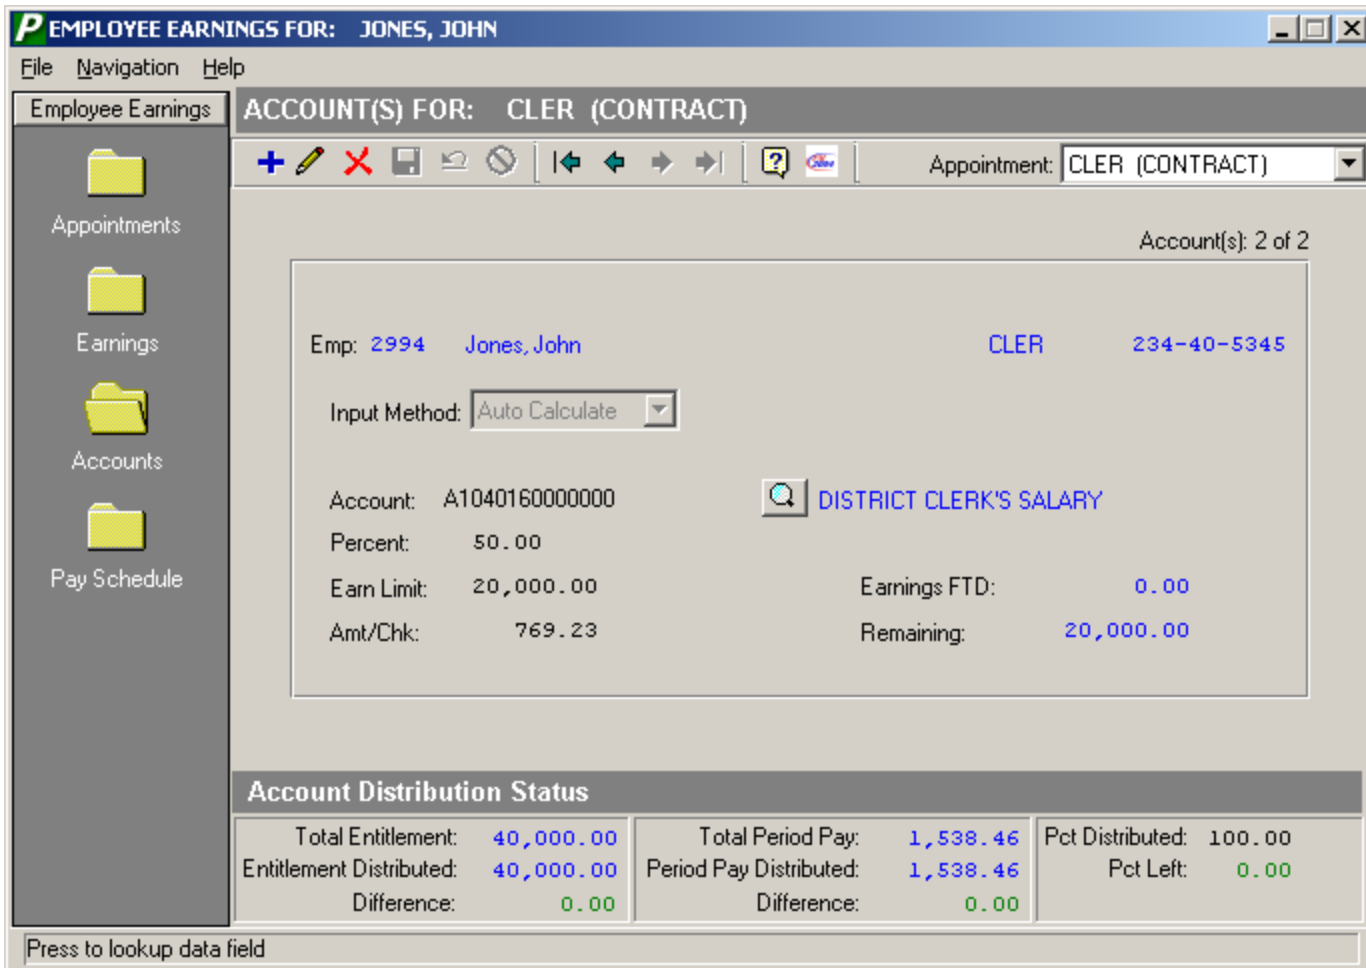 P EMPLOYEE EARNINGS FOR: JONES, JOHN
File Navigation Help
Employee Earnings
ACCOUNT(S) FOR: CLER (CONTRACT)
Appointment: CLER (CONTRACT)
Appointments
Earnings
Accounts
Pay Schedule
Account(s): 2 of 2
Emp: 2994 Jones, John CLER 234-40-5345
Input Method: Auto Calculate
Account: A1040160000000 DISTRICT CLERK'S SALARY
Percent: 50.00
Earn Limit: 20,000.00 Earnings FTD: 0.00
Amt/Chk: 769.23 Remaining: 20,000.00
Account Distribution Status
Total Entitlement: 40,000.00 Total Period Pay: 1,538.46 Pct Distributed: 100.00
Entitlement Distributed: 40,000.00 Period Pay Distributed: 1,538.46 Pct Left: 0.00
Difference: 0.00 Difference: 0.00
Press to lookup data field